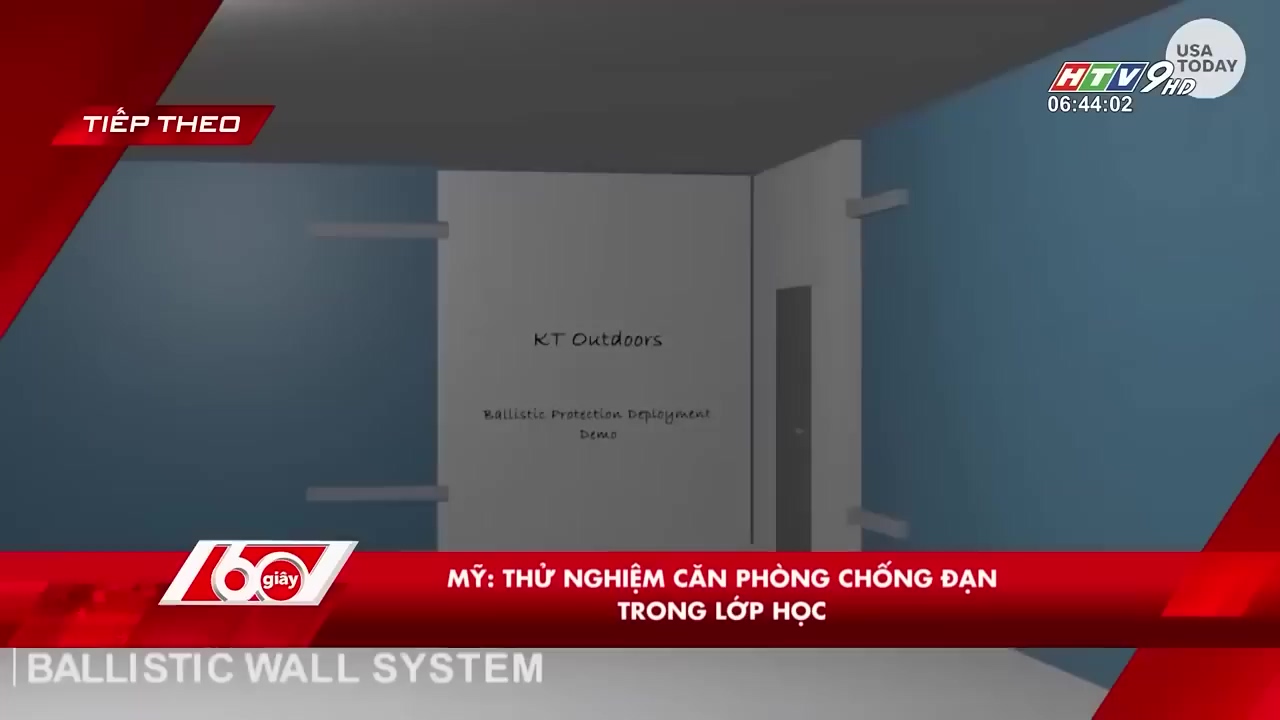 USA
TODAY
HTV9HD
06:44:02
TIẾP THEO
KT Outdoors
Ballistic Protection Deployment
Demo
60 giây
MỸ: THỬ NGHIỆM CĂN PHÒNG CHỐNG ĐẠN
TRONG LỚP HỌC
BALLISTIC WALL SYSTEM